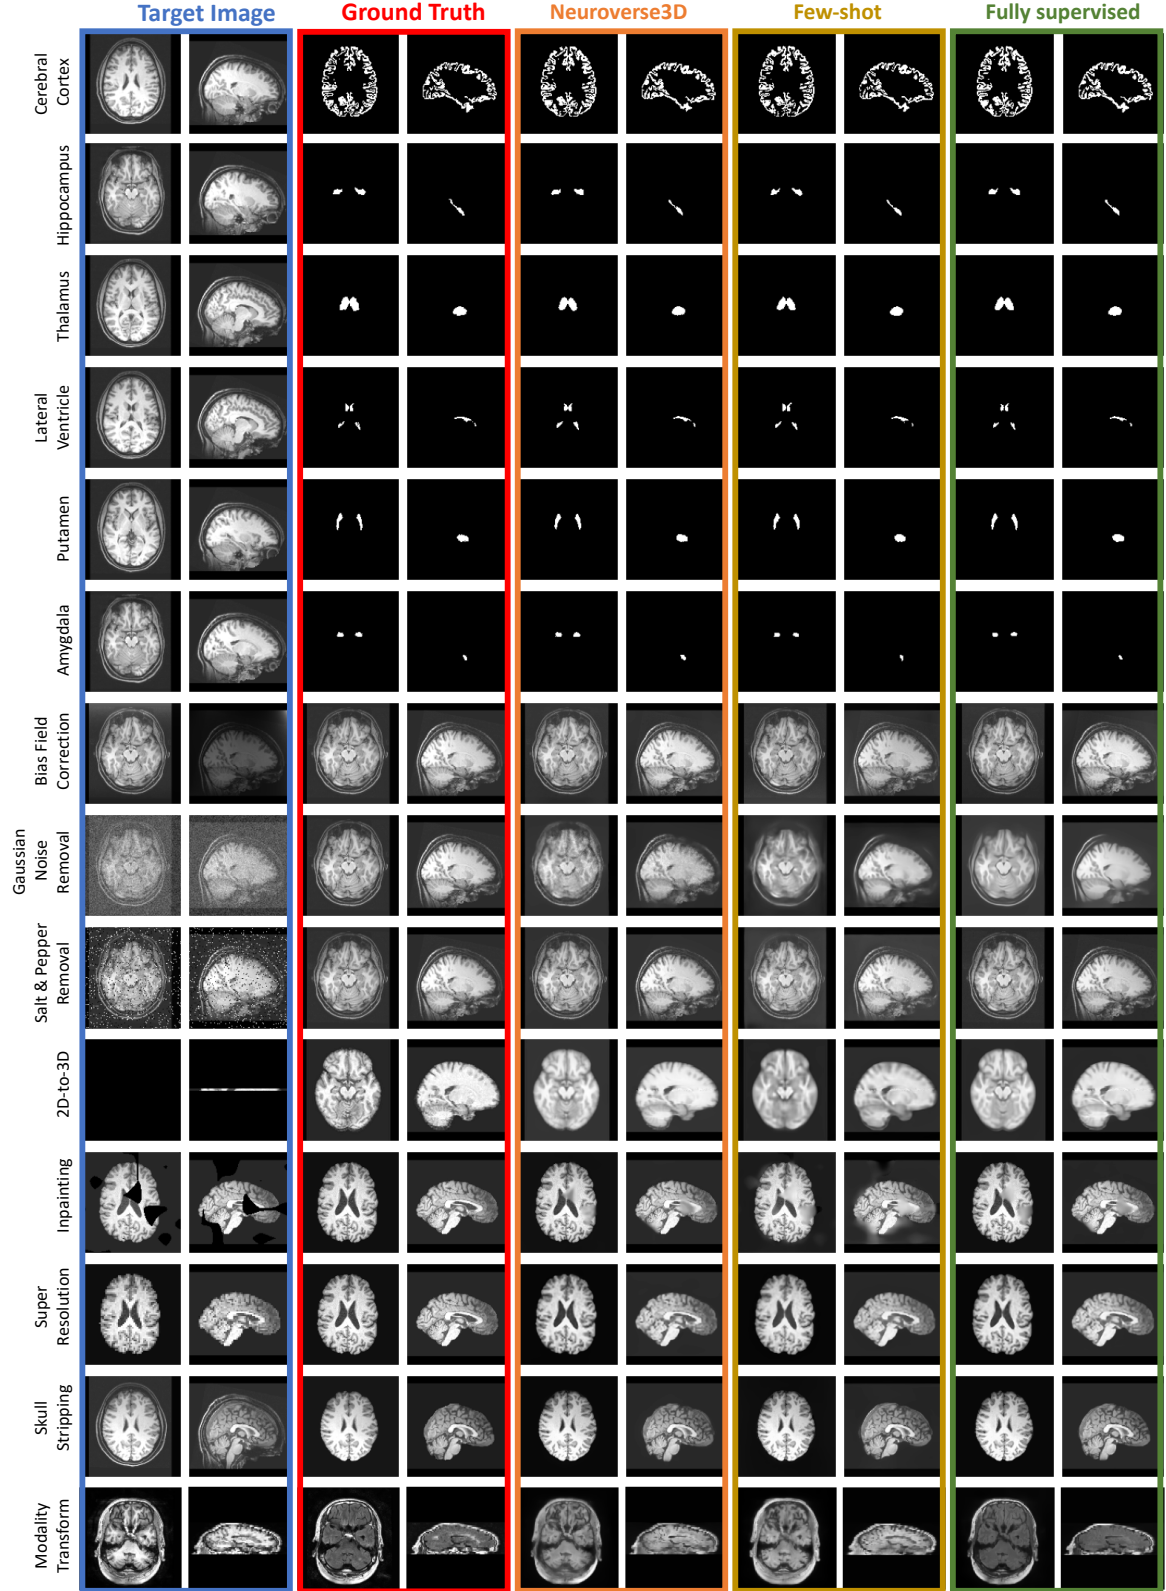 Target Image
Ground Truth
Neuroverse3D
Few-shot
Fully supervised
Cerebral
Cortex
Hippocampus
Thalamus
Lateral
Ventricle
Putamen
Amygdala
Bias Field
Correction
Gaussian
Noise
Removal
Salt & Pepper
Removal
2D-to-3D
Inpainting
Super
Resolution
Skull
Stripping
Modality
Transform